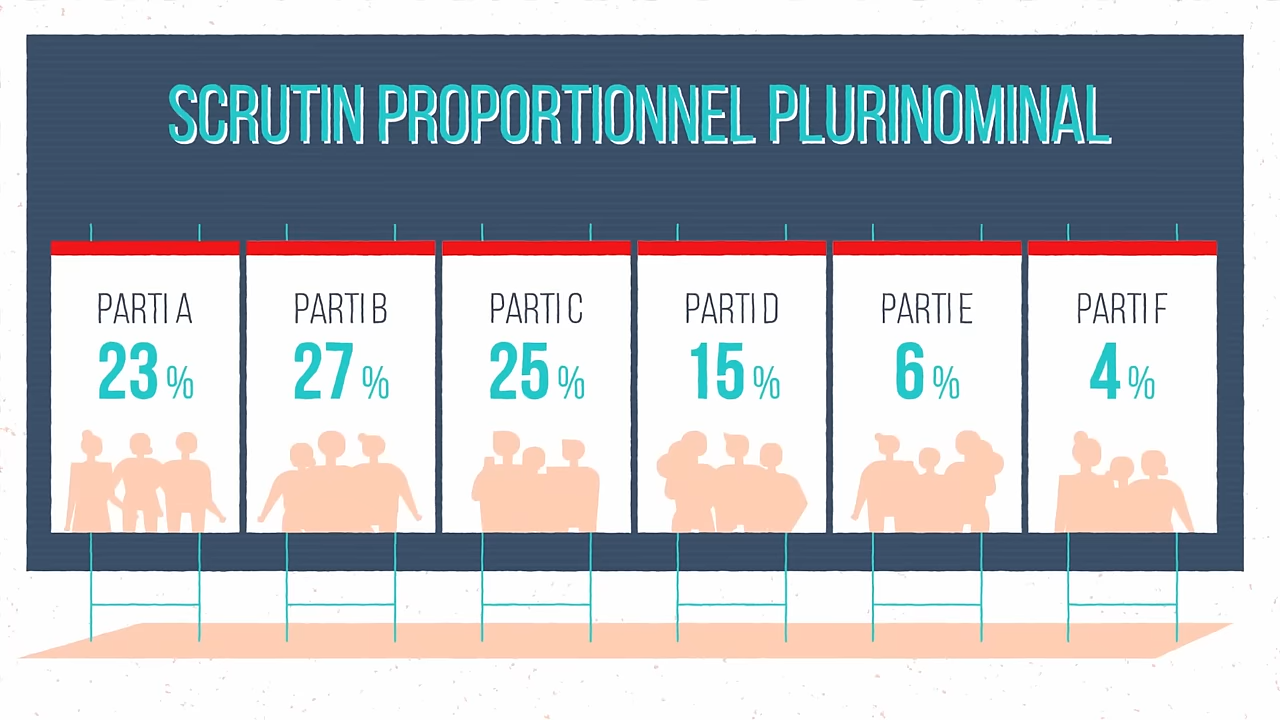 SCRUTIN PROPORTIONNEL PLURINOMINAL
PARTI A
23 %
PARTI B
27 %
PARTI C
25 %
PARTI D
15 %
PARTI E
6 %
PARTI F
4 %